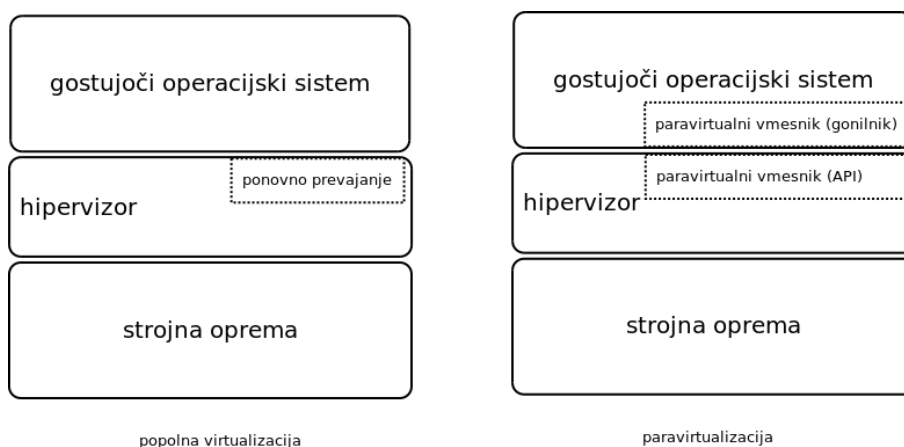 gostujoči operacijski sistem
ponovno prevajanje
hipervizor
strojna oprema
popolna virtualizacija
gostujoči operacijski sistem
paravirtualni vmesnik (gonilnik)
paravirtualni vmesnik (API)
hipervizor
strojna oprema
paravirtualizacija